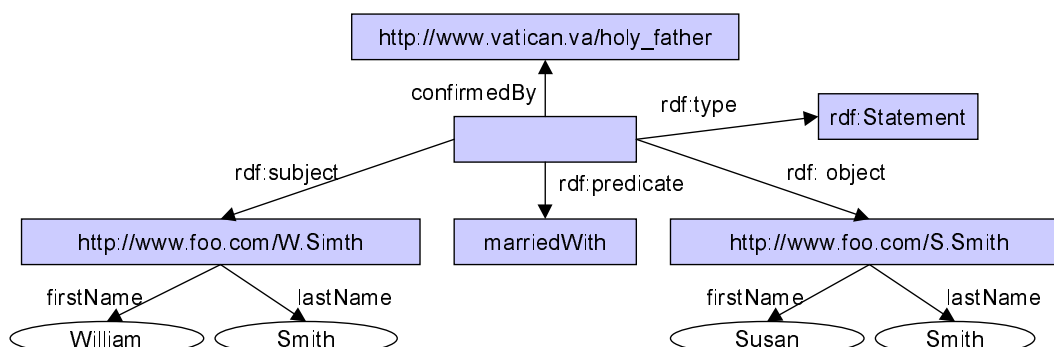 http://www.vatican.va/holy_father
confirmedBy
rdf:type
rdf:Statement
rdf:subject
rdf:predicate
rdf: object
http://www.foo.com/W.Simth
marriedWith
http://www.foo.com/S.Smith
firstName
lastName
firstName
lastName
William
Smith
Susan
Smith